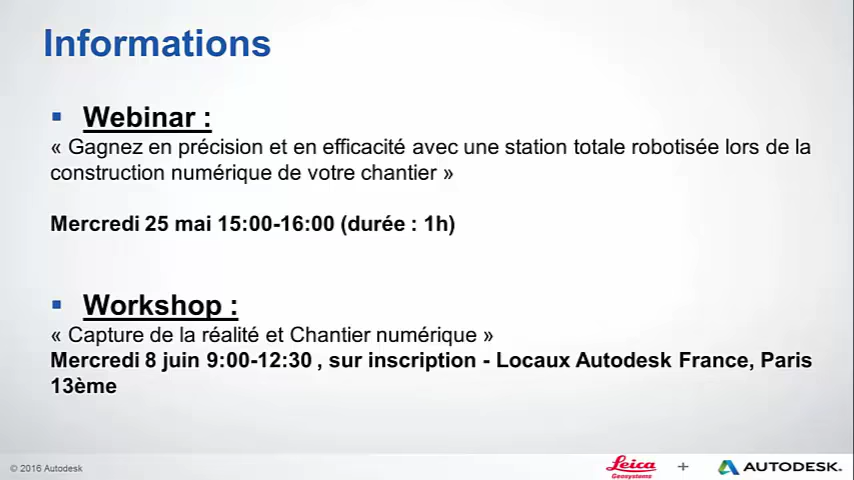 Informations
▪ Webinar :
« Gagnez en précision et en efficacité avec une station totale robotisée lors de la
construction numérique de votre chantier »
Mercredi 25 mai 15:00-16:00 (durée : 1h)
▪ Workshop :
« Capture de la réalité et Chantier numérique »
Mercredi 8 juin 9:00-12:30 , sur inscription - Locaux Autodesk France, Paris
13ème
© 2016 Autodesk
Leica
Geosystems
+
AUTODESK.